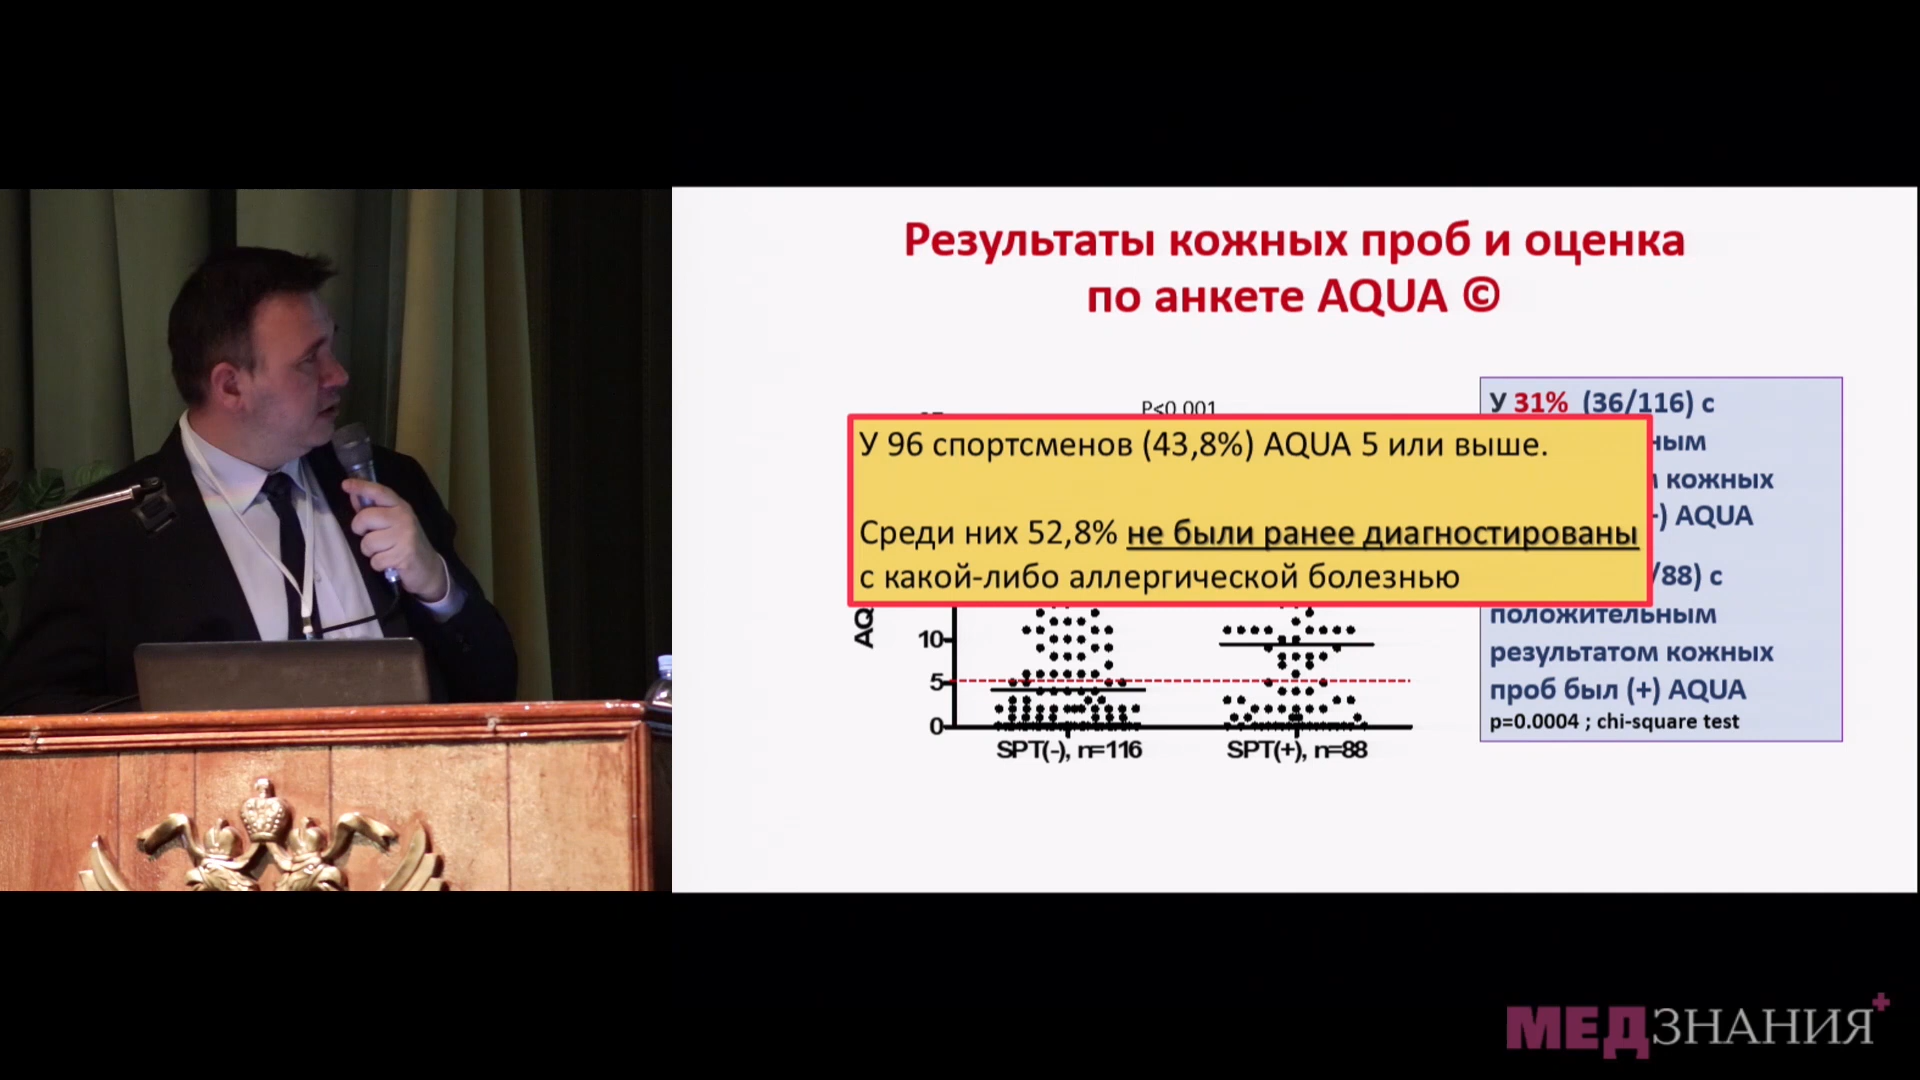 Результаты кожных проб и оценка
по анкете AQUA ©
P<0.001
У 96 спортсменов (43,8%) AQUA 5 или выше.
Среди них 52,8% не были ранее диагностированы
с какой-либо аллергической болезнью
10
5
0
SPT(-), n=116
SPT(+), n=88
У 31% (36/116) с
кожных
AQUA
/88) с
положительным
результатом кожных
проб был (+) AQUA
p=0.0004 ; chi-square test
МЕДЗНАНИЯ+